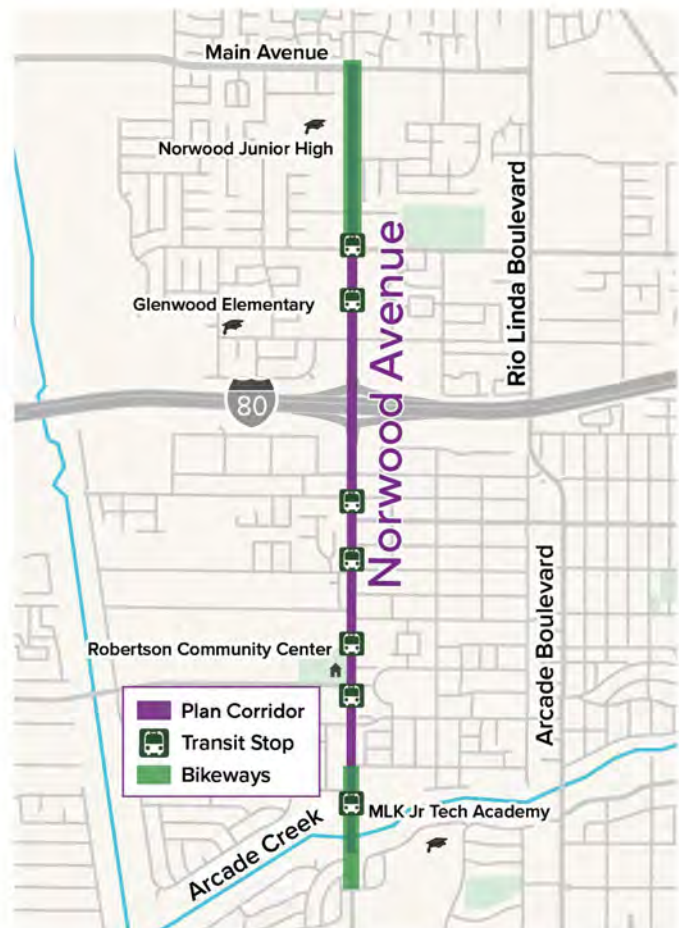 Main Avenue
Norwood Junior High
Rio Linda Boulevard
Norwood Avenue
Glenwood Elementary
80
Arcade Boulevard
Robertson Community Center
Plan Corridor
Transit Stop
Bikeways
MLK Jr Tech Academy
Arcade Creek